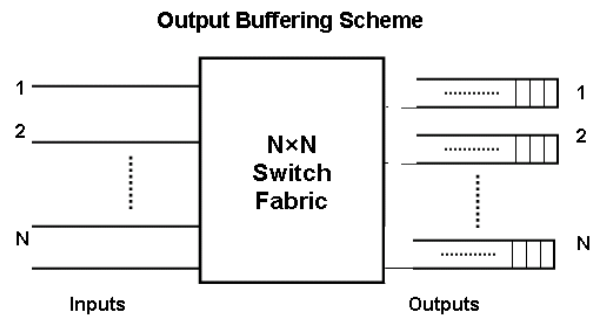 Output Buffering Scheme
1
2
N
N×N
Switch
Fabric
1
2
N
Inputs
Outputs